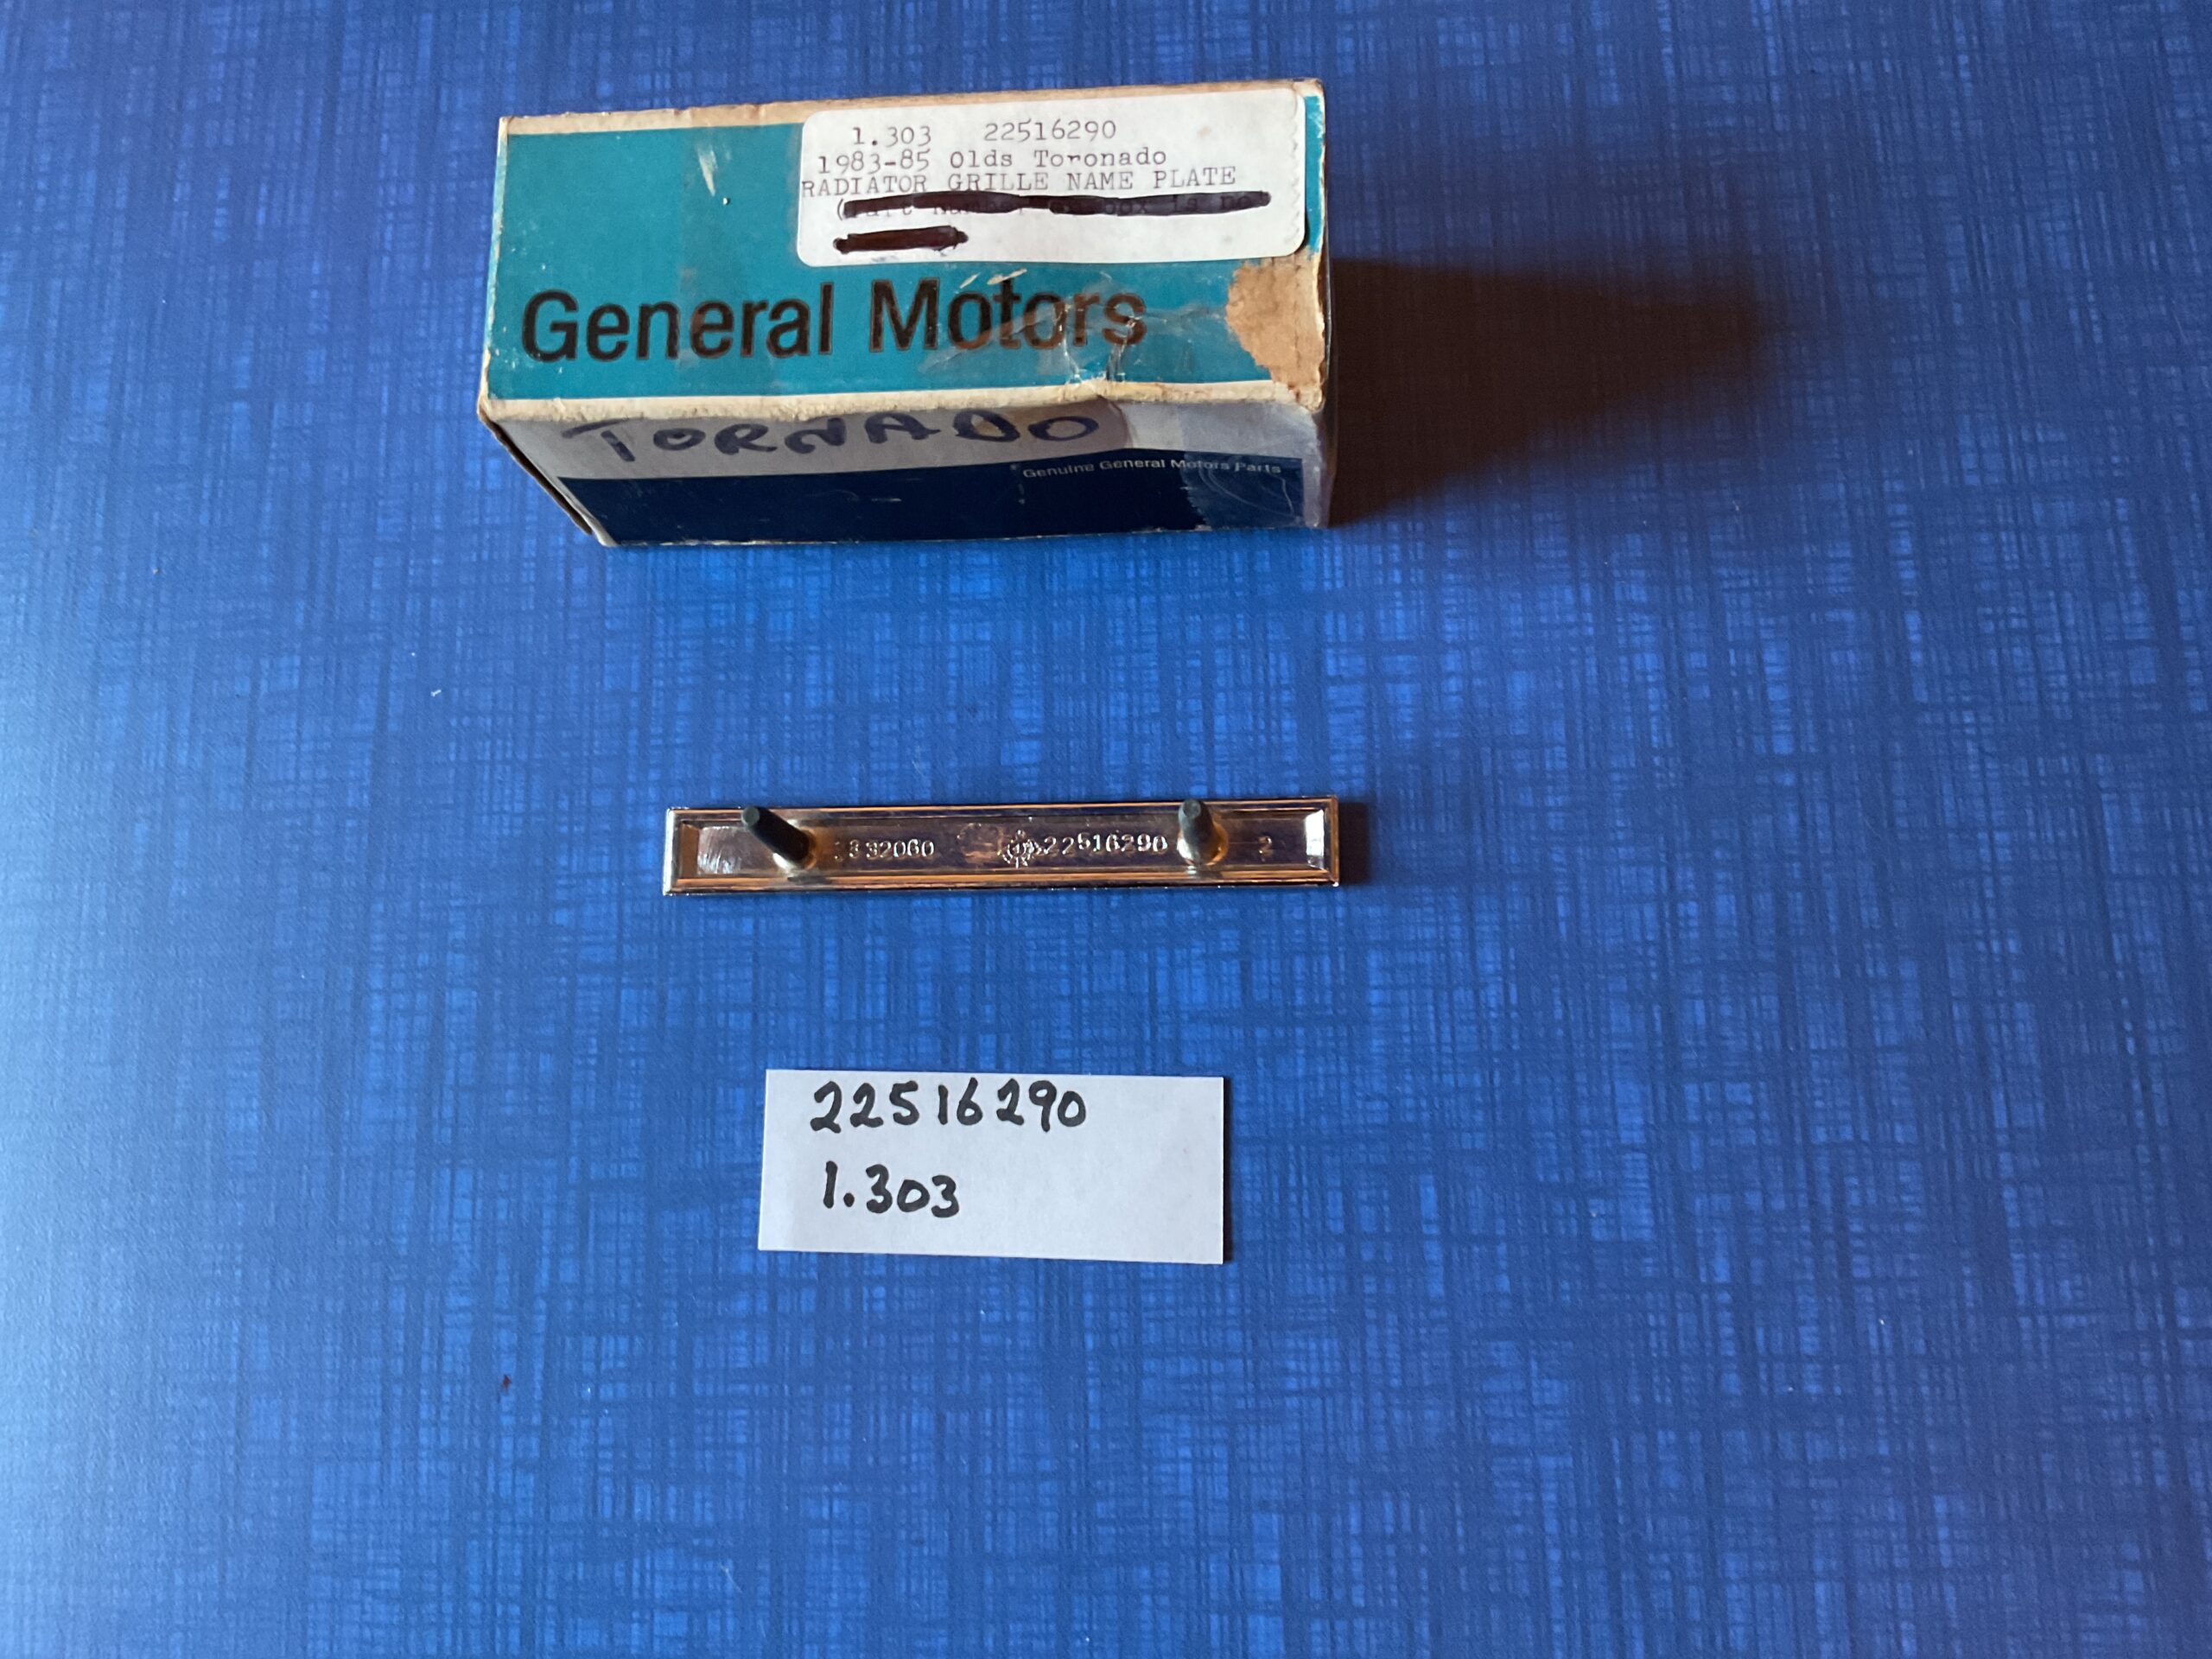 1.303 22516290
1983-85 Olds Toronado
RADIATOR GRILLE NAME PLATE
General Motors
TORNADO
Genuine General Motors Parts
22516290 2
22516290
1.303